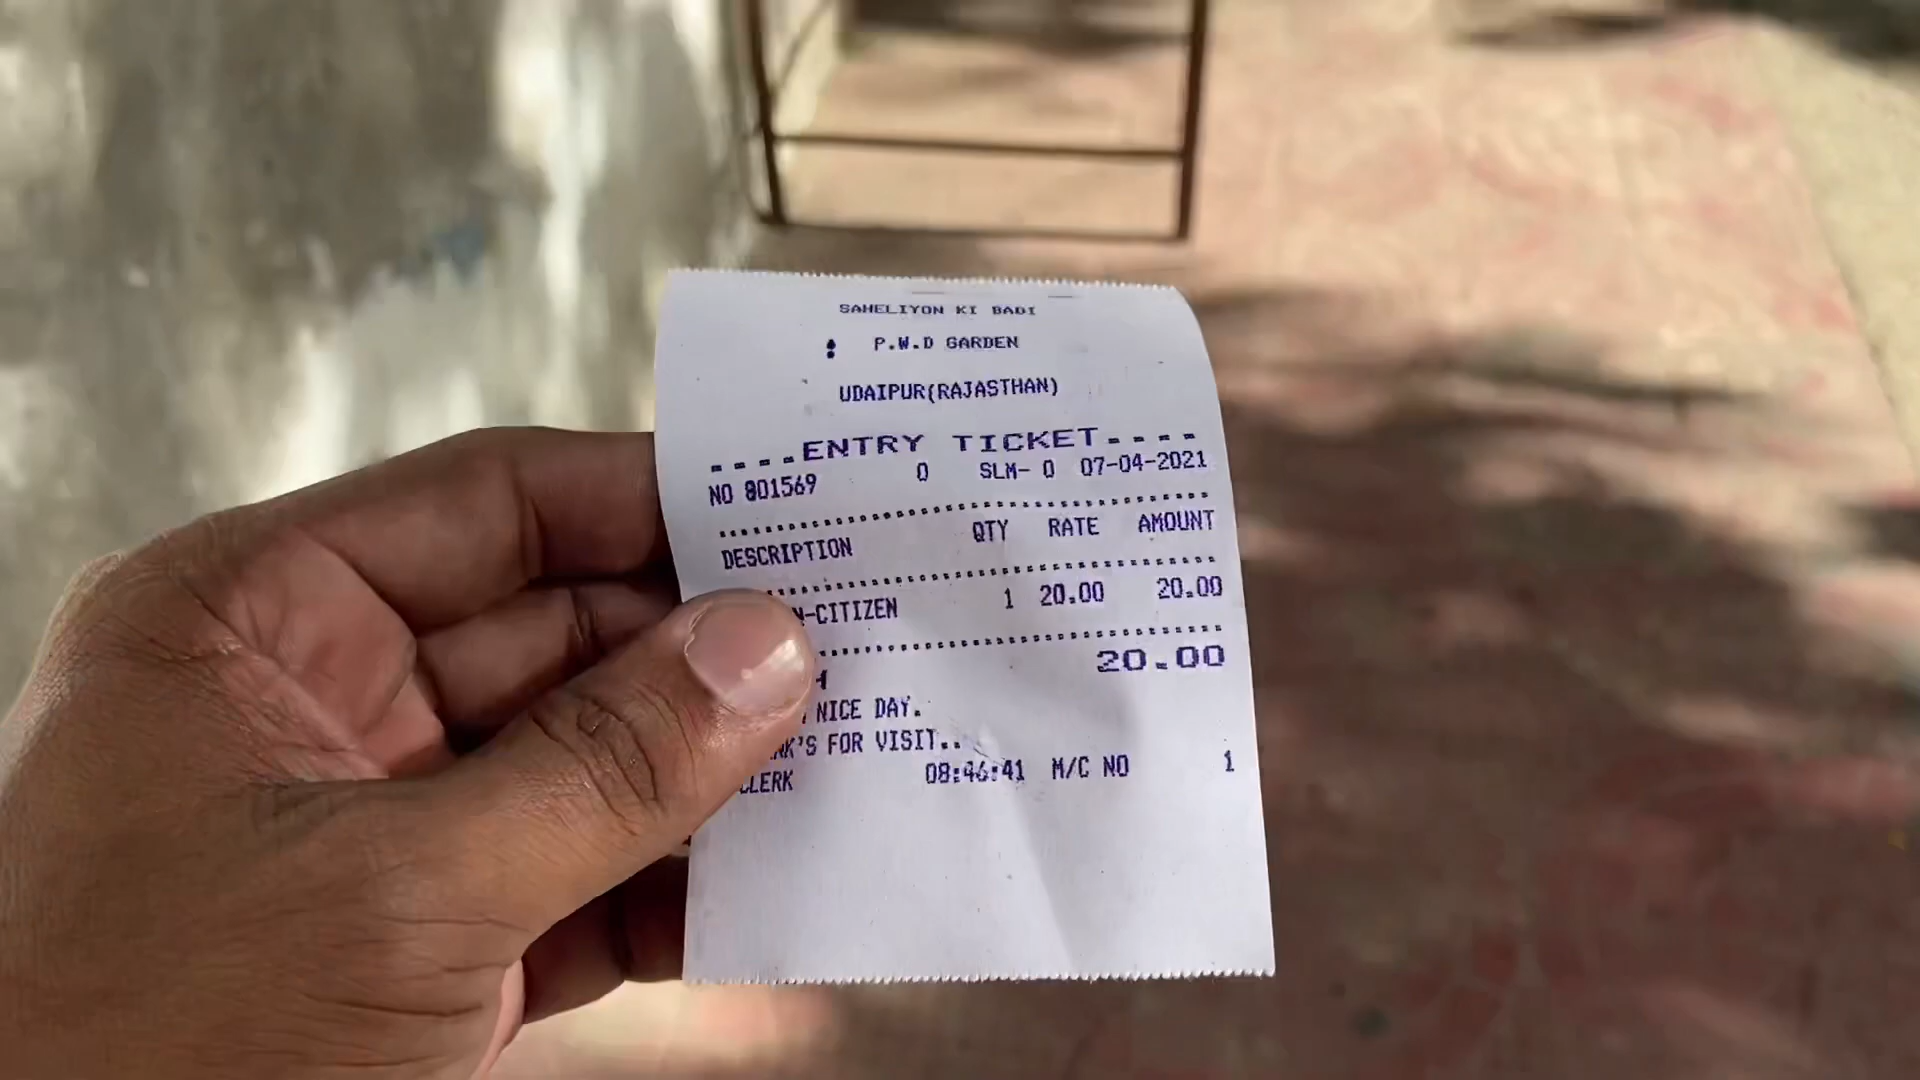 SAHELIYON KI BADI
P.W.D GARDEN
UDAIPUR(RAJASTHAN)
----ENTRY TICKET----
NO 801569 0 SLM- 0 07-04-2021
DESCRIPTION QTY RATE AMOUNT
N-CITIZEN 1 20.00 20.00
H 20.00
NICE DAY.
K'S FOR VISIT..
CLERK 08:46:41 M/C NO 1